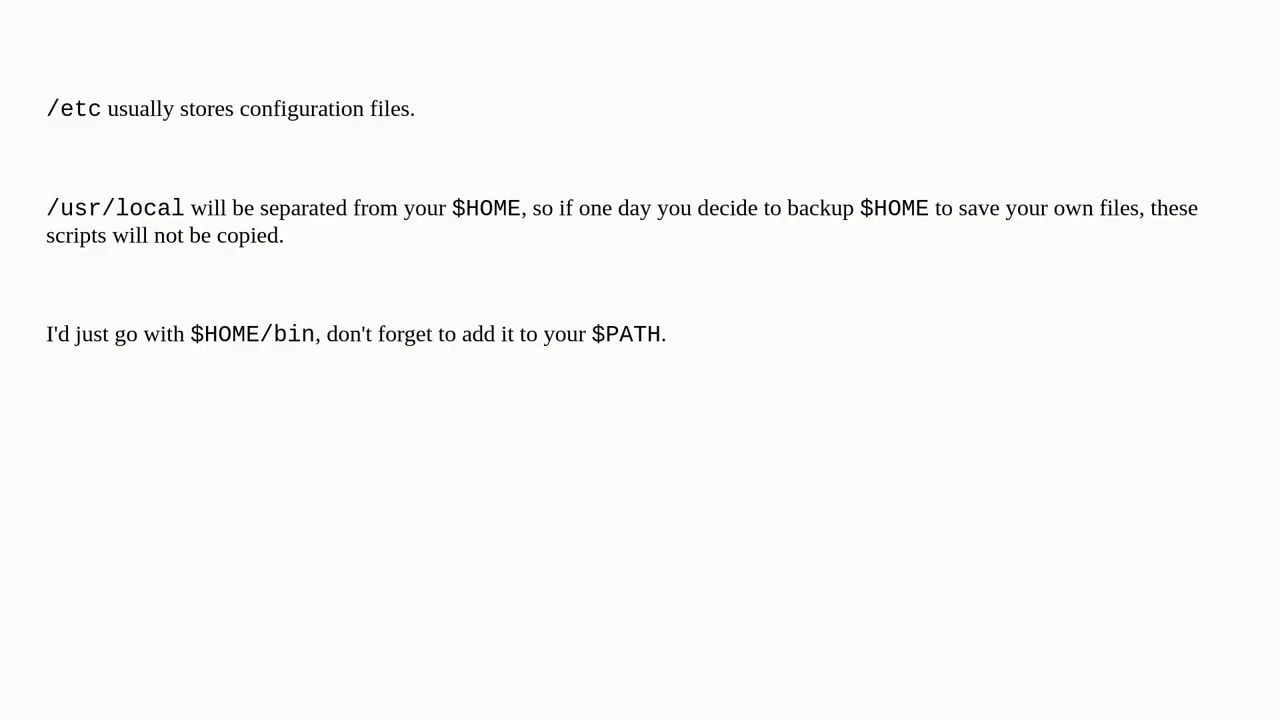 /etc usually stores configuration files.
/usr/local will be separated from your $HOME, so if one day you decide to backup $HOME to save your own files, these
scripts will not be copied.
I'd just go with $HOME/bin, don't forget to add it to your $PATH.